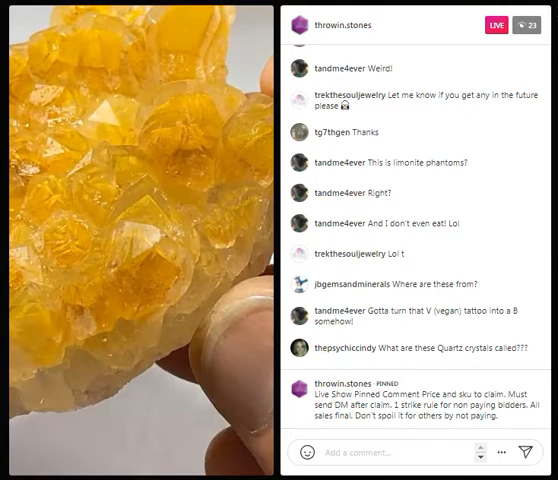 throwin.stones
LIVE
23
tandme4ever Weird!
trekthesouljewelry Let me know if you get any in the future
please
tg7thgen Thanks
tandme4ever This is limonite phantoms?
tandme4ever Right?
tandme4ever And I don't even eat! Lol
trekthesouljewelry Lol t
jbgemsandminerals Where are these from?
tandme4ever Gotta turn that V (vegan) tattoo into a B
somehow!
thepsychiccindy What are these Quartz crystals called???
throwin.stones · PINNED
Live Show Pinned Comment Price and sku to claim. Must
send DM after claim. 1 strike rule for non paying bidders. All
sales final. Don't spoil it for others by not paying.
Add a comment...